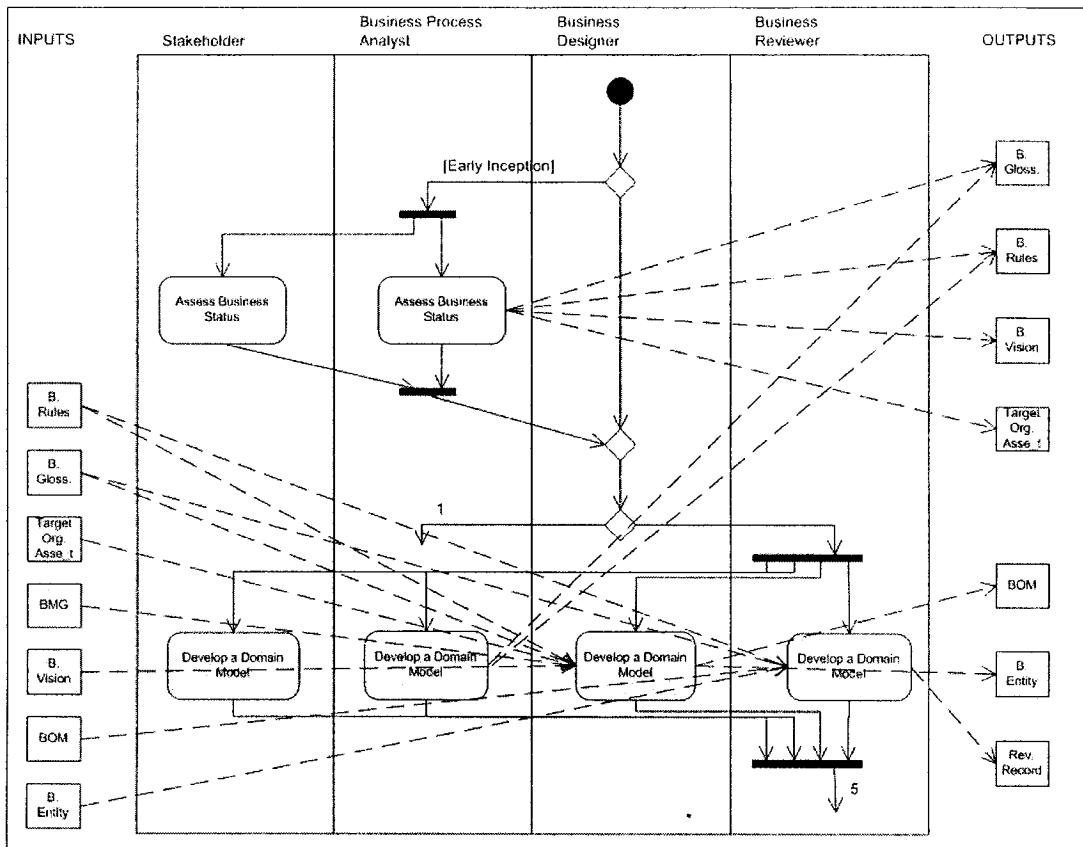 INPUTS
Stakeholder
Business Process
Analyst
Business
Designer
Business
Reviewer
OUTPUTS
[Early Inception]
Assess Business
Status
Assess Business
Status
B.
Gloss.
B.
Rules
B.
Vision
Target
Org.
Asse_t
B.
Rules
B.
Gloss.
Target
Org.
Asse_t
BMG
B.
Vision
BOM
B.
Entity
1
Develop a Domain
Model
Develop a Domain
Model
Develop a Domain
Model
Develop a Domain
Model
5
BOM
B.
Entity
Rev.
Record